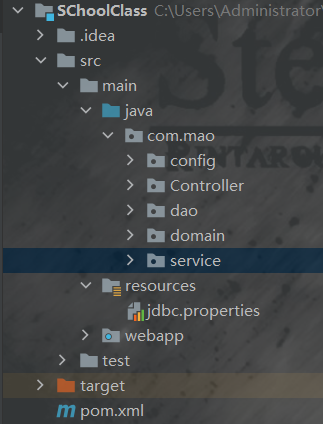 SChoolClass C:\Users\Administrator\
.idea
src
main
java
com.mao
config
Controller
dao
domain
service
resources
jdbc.properties
webapp
test
target
pom.xml